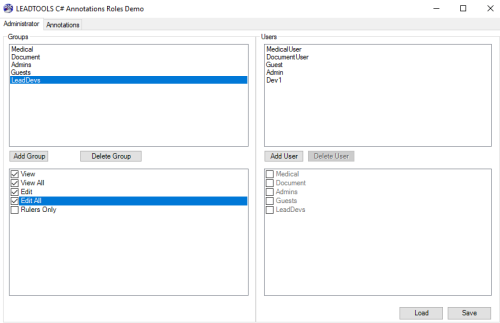 LEADTOOLS C# Annotations Roles Demo
Administrator Annotations
Groups
Medical
Document
Admins
Guests
LeadDevs
Add Group Delete Group
View
View All
Edit
Edit All
Rulers Only
Users
MedicalUser
DocumentUser
Guest
Admin
Dev1
Add User Delete User
Medical
Document
Admins
Guests
LeadDevs
Load Save